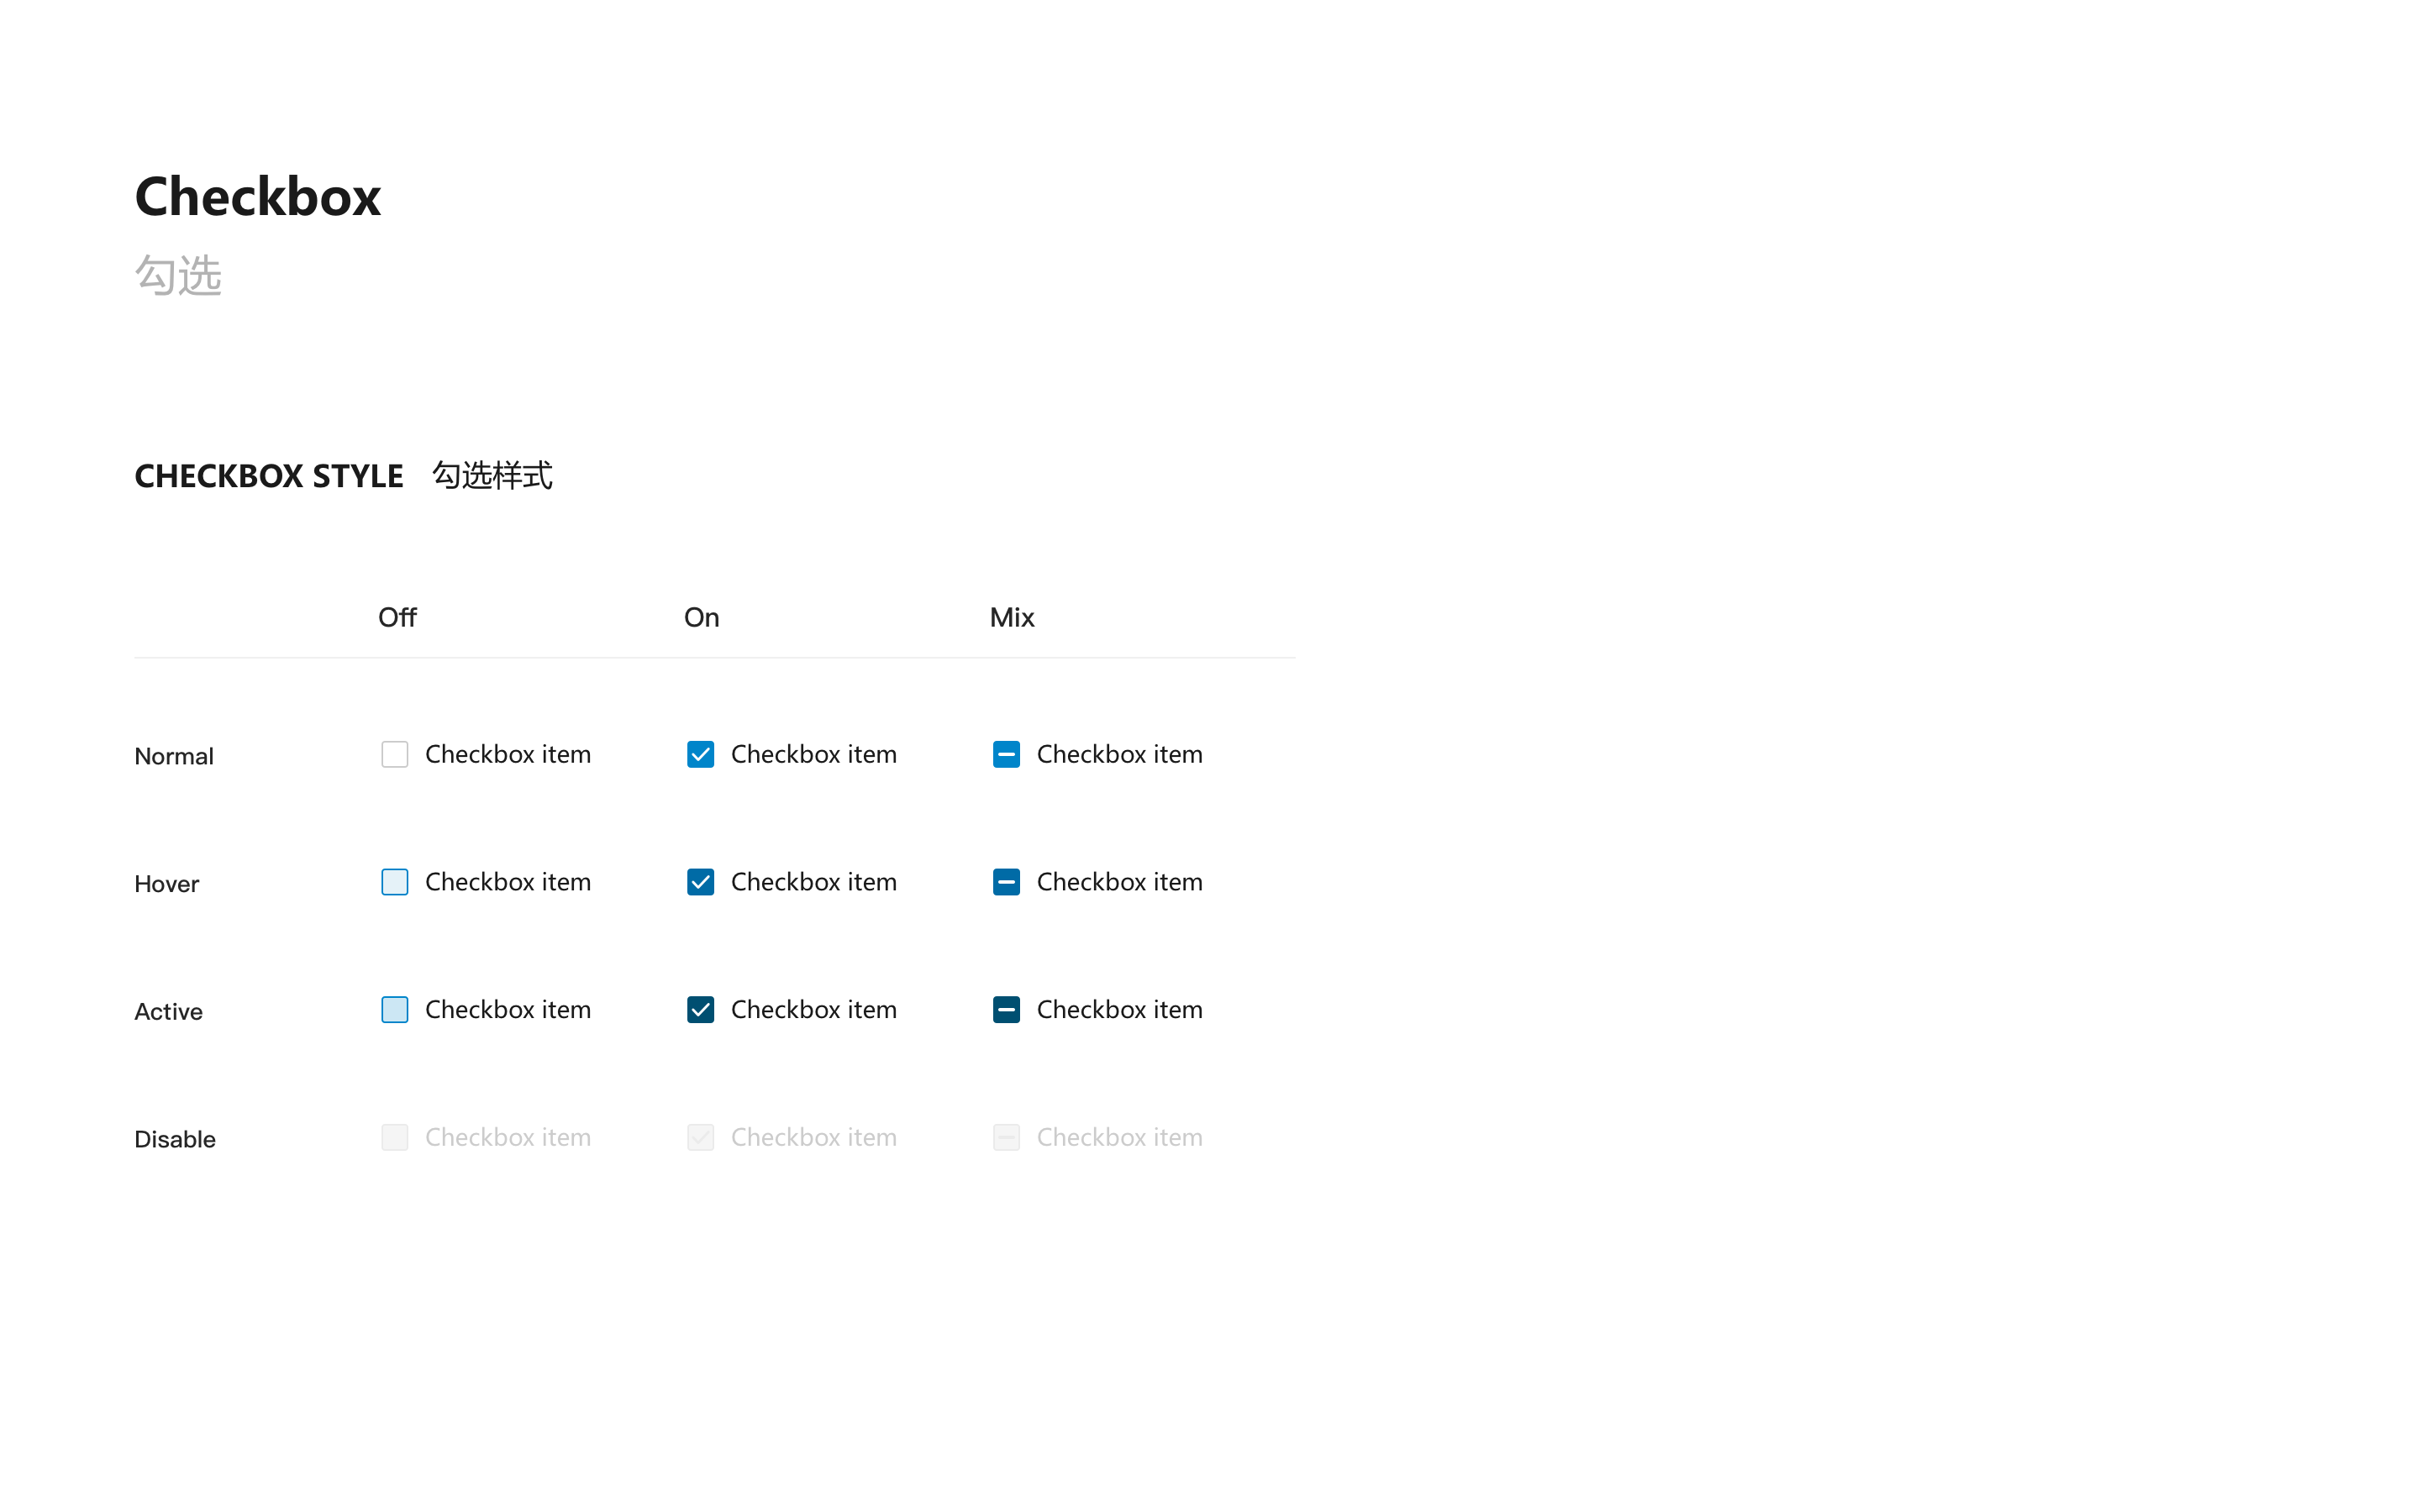 Checkbox
勾选
CHECKBOX STYLE 勾选样式
Off On Mix
Normal Checkbox item Checkbox item Checkbox item
Hover Checkbox item Checkbox item Checkbox item
Active Checkbox item Checkbox item Checkbox item
Disable Checkbox item Checkbox item Checkbox item